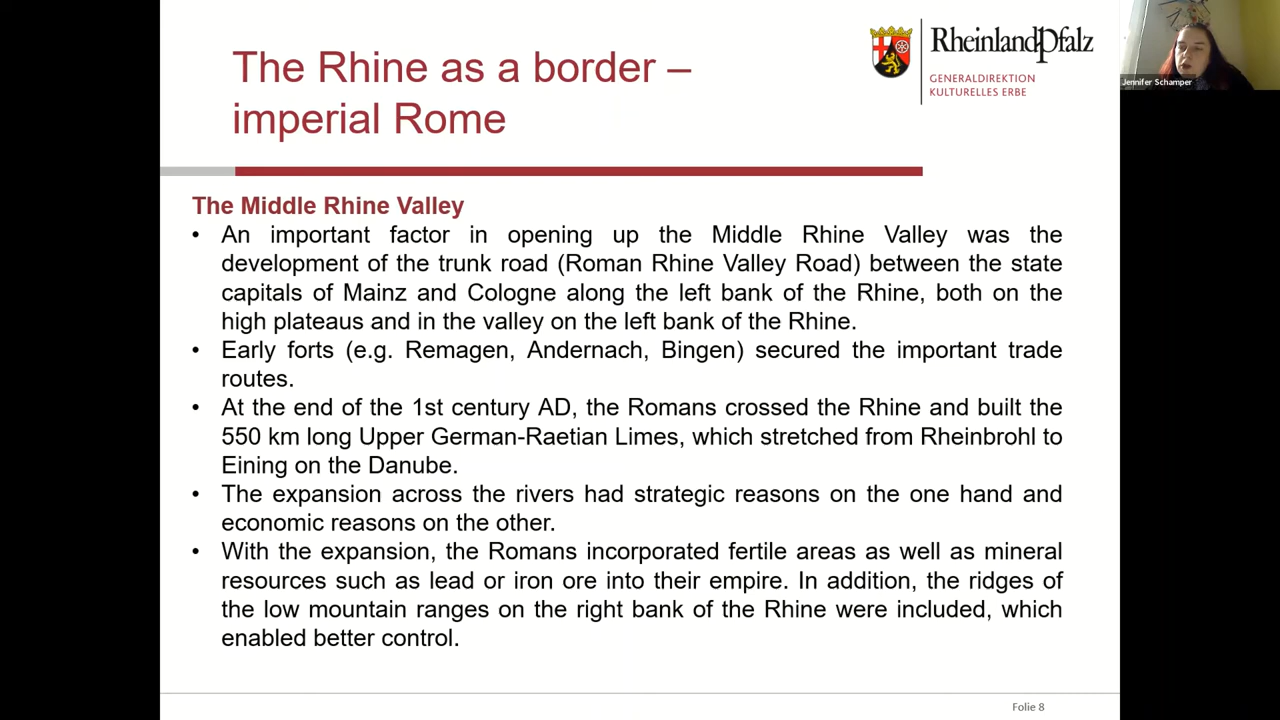 The Rhine as a border –
imperial Rome
RheinlandPfalz
GENERALDIREKTION
KULTURELLES ERBE
Jennifer Schamper
The Middle Rhine Valley
• An important factor in opening up the Middle Rhine Valley was the
development of the trunk road (Roman Rhine Valley Road) between the state
capitals of Mainz and Cologne along the left bank of the Rhine, both on the
high plateaus and in the valley on the left bank of the Rhine.
• Early forts (e.g. Remagen, Andernach, Bingen) secured the important trade
routes.
• At the end of the 1st century AD, the Romans crossed the Rhine and built the
550 km long Upper German-Raetian Limes, which stretched from Rheinbrohl to
Eining on the Danube.
• The expansion across the rivers had strategic reasons on the one hand and
economic reasons on the other.
• With the expansion, the Romans incorporated fertile areas as well as mineral
resources such as lead or iron ore into their empire. In addition, the ridges of
the low mountain ranges on the right bank of the Rhine were included, which
enabled better control.
Folie 8